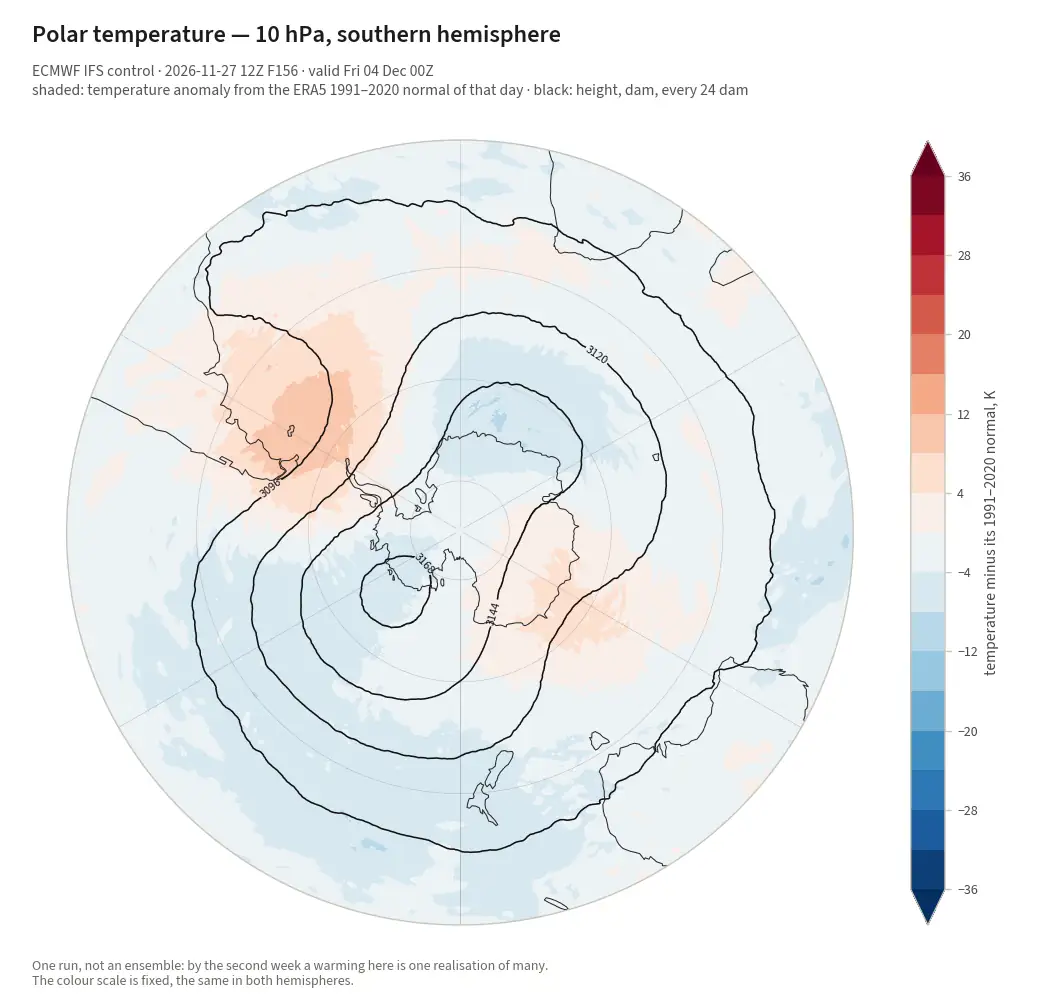 Polar temperature — 10 hPa, southern hemisphere
ECMWF IFS control · 2026-11-27 12Z F156 · valid Fri 04 Dec 00Z
shaded: temperature anomaly from the ERA5 1991–2020 normal of that day · black: height, dam, every 24 dam
3120
3096
3168
3144
36
28
20
12
4
−4
−12
−20
−28
−36
temperature minus its 1991–2020 normal, K
One run, not an ensemble: by the second week a warming here is one realisation of many.
The colour scale is fixed, the same in both hemispheres.